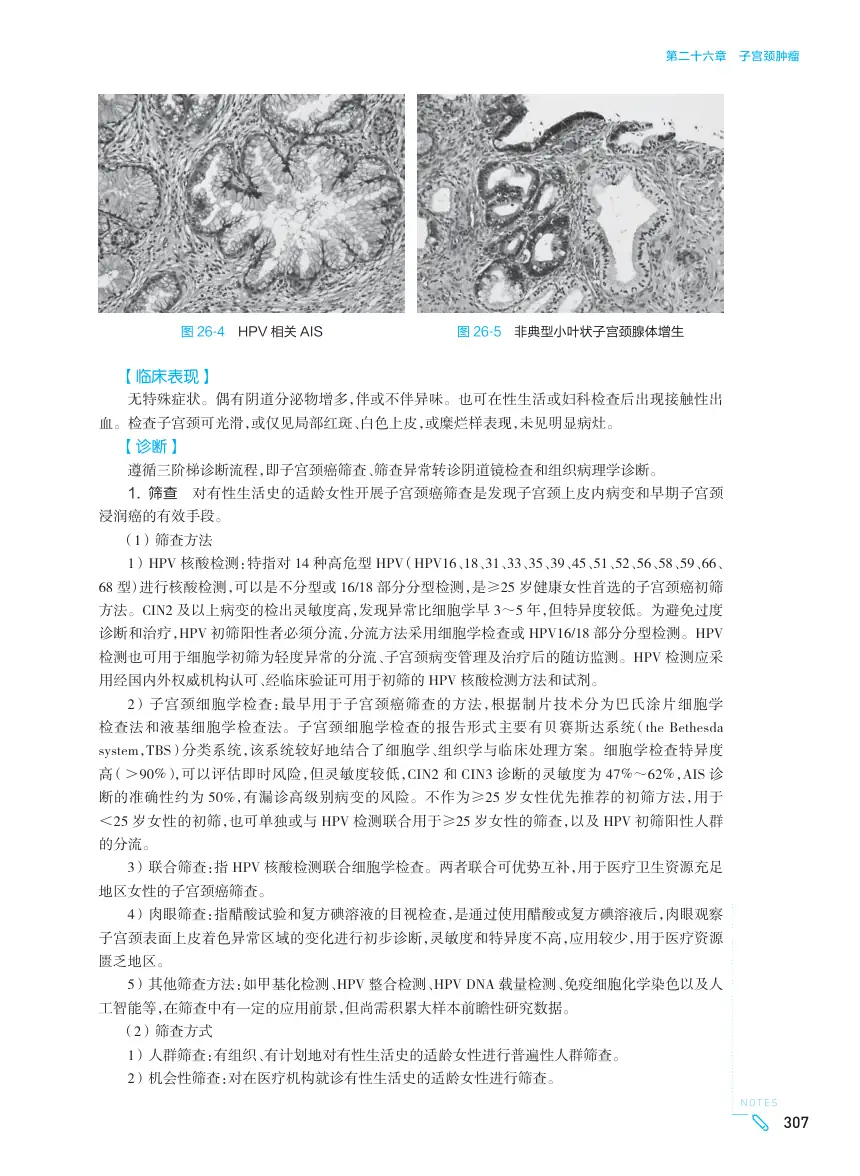 第二十六章　子宫颈肿瘤
图 26-4　HPV 相关 AIS
图 26-5　非典型小叶状子宫颈腺体增生
【临床表现】
无特殊症状。偶有阴道分泌物增多,伴或不伴异味。也可在性生活或妇科检查后出现接触性出
血。检查子宫颈可光滑,或仅见局部红斑、白色上皮,或糜烂样表现,未见明显病灶。
【诊断】
遵循三阶梯诊断流程,即子宫颈癌筛查、筛查异常转诊阴道镜检查和组织病理学诊断。
1. 筛查　对有性生活史的适龄女性开展子宫颈癌筛查是发现子宫颈上皮内病变和早期子宫颈
浸润癌的有效手段。
（1）筛查方法
1）HPV 核酸检测:特指对 14 种高危型 HPV（HPV16、18、31、33、35、39、45、51、52、56、58、59、66、
68 型）进行核酸检测,可以是不分型或 16/18 部分分型检测,是≥25 岁健康女性首选的子宫颈癌初筛
方法。CIN2 及以上病变的检出灵敏度高,发现异常比细胞学早 3～5 年,但特异度较低。为避免过度
诊断和治疗,HPV 初筛阳性者必须分流,分流方法采用细胞学检查或 HPV16/18 部分分型检测。HPV
检测也可用于细胞学初筛为轻度异常的分流、子宫颈病变管理及治疗后的随访监测。HPV 检测应采
用经国内外权威机构认可、经临床验证可用于初筛的 HPV 核酸检测方法和试剂。
2）子宫颈细胞学检查:最早用于子宫颈癌筛查的方法,根据制片技术分为巴氏涂片细胞学
检查法和液基细胞学检查法。子宫颈细胞学检查的报告形式主要有贝赛斯达系统（the Bethesda
system,TBS）分类系统,该系统较好地结合了细胞学、组织学与临床处理方案。细胞学检查特异度
高（＞90%）,可以评估即时风险,但灵敏度较低,CIN2 和 CIN3 诊断的灵敏度为 47%～62%,AIS 诊
断的准确性约为 50%,有漏诊高级别病变的风险。不作为≥25 岁女性优先推荐的初筛方法,用于
＜25 岁女性的初筛,也可单独或与 HPV 检测联合用于≥25 岁女性的筛查,以及 HPV 初筛阳性人群
的分流。
3）联合筛查:指 HPV 核酸检测联合细胞学检查。两者联合可优势互补,用于医疗卫生资源充足
地区女性的子宫颈癌筛查。
4）肉眼筛查:指醋酸试验和复方碘溶液的目视检查,是通过使用醋酸或复方碘溶液后,肉眼观察
子宫颈表面上皮着色异常区域的变化进行初步诊断,灵敏度和特异度不高,应用较少,用于医疗资源
匮乏地区。
5）其他筛查方法:如甲基化检测、HPV 整合检测、HPV DNA 载量检测、免疫细胞化学染色以及人
工智能等,在筛查中有一定的应用前景,但尚需积累大样本前瞻性研究数据。
（2）筛查方式
1）人群筛查:有组织、有计划地对有性生活史的适龄女性进行普遍性人群筛查。
2）机会性筛查:对在医疗机构就诊有性生活史的适龄女性进行筛查。
NOTES
307